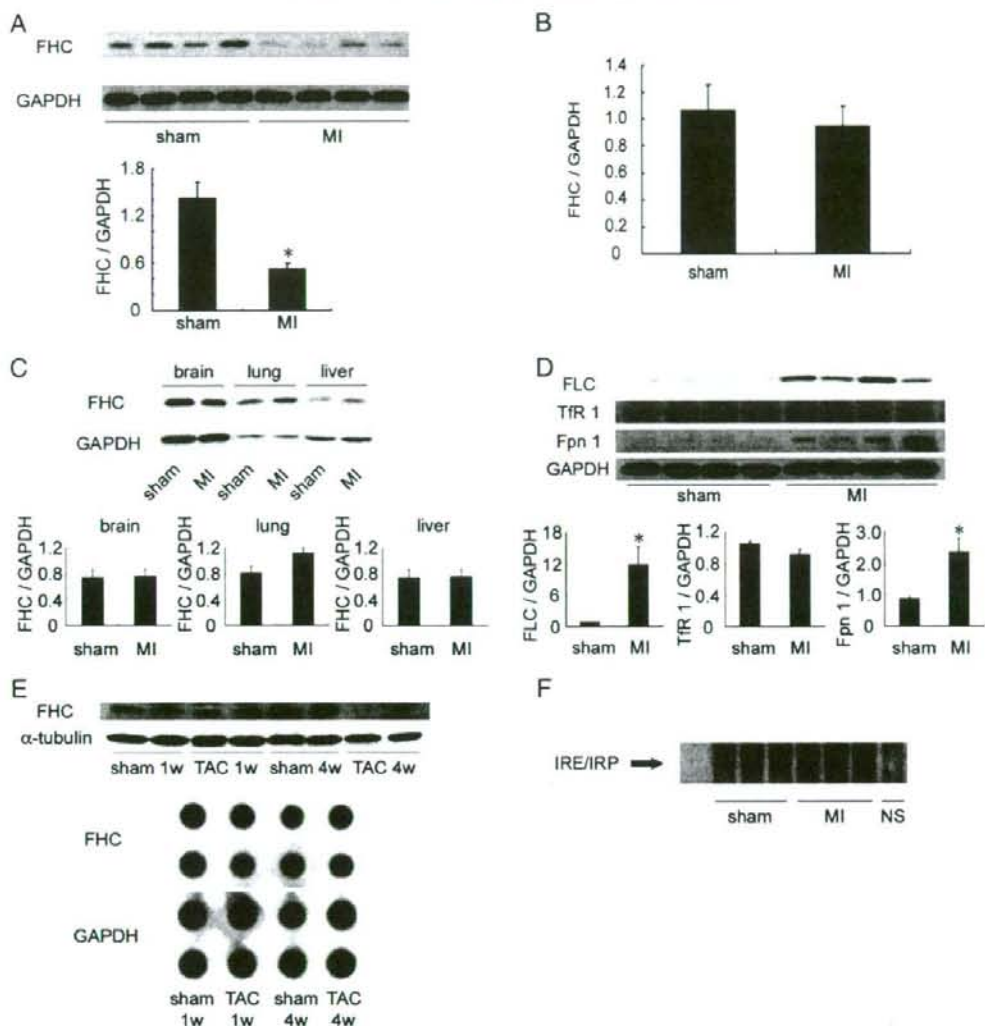 A
FHC
GAPDH
sham MI
FHC / GAPDH
1.8
1.2
0.6
0
*
sham MI
B
FHC / GAPDH
1.4
1.2
1.0
0.8
0.6
0.4
0.2
0
sham MI
C
brain lung liver
FHC
GAPDH
sham MI sham MI sham MI
brain lung liver
FHC / GAPDH
1.2
0.8
0.4
0
sham MI
FHC / GAPDH
1.2
0.8
0.4
0
sham MI
FHC / GAPDH
1.2
0.8
0.4
0
sham MI
D
FLC
TfR 1
Fpn 1
GAPDH
sham MI
FLC / GAPDH
18
12
6
0
*
sham MI
TfR 1 / GAPDH
1.2
0.8
0.4
0
sham MI
Fpn 1 / GAPDH
3.0
2.0
1.0
0
*
sham MI
E
FHC
α-tubulin
sham 1w TAC 1w sham 4w TAC 4w
FHC
GAPDH
sham TAC sham TAC
1w 1w 4w 4w
F
IRE/IRP
sham MI NS